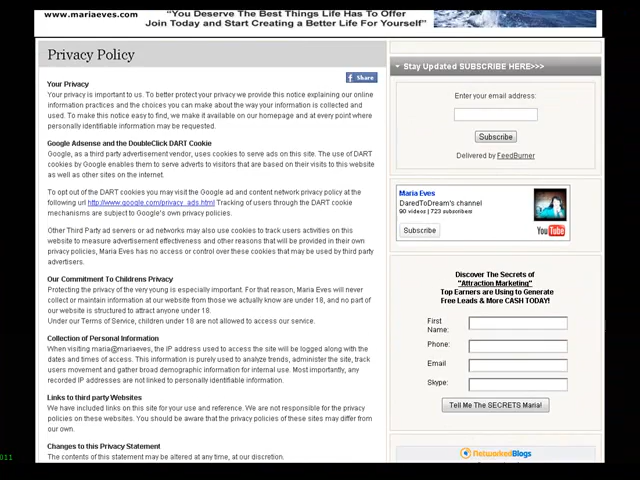 www.mariaeves.com
"You Deserve The Best Things Life Has To Offer
Join Today and Start Creating a Better Life For Yourself"
Privacy Policy
Share
Your Privacy
Your privacy is important to us. To better protect your privacy we provide this notice explaining our online
information practices and the choices you can make about the way your information is collected and
used. To make this notice easy to find, we make it available on our homepage and at every point where
personally identifiable information may be requested.
Google Adsense and the DoubleClick DART Cookie
Google, as a third party advertisement vendor, uses cookies to serve ads on this site. The use of DART
cookies by Google enables them to serve adverts to visitors that are based on their visits to this website
as well as other sites on the internet.
To opt out of the DART cookies you may visit the Google ad and content network privacy policy at the
following url http://www.google.com/privacy_ads.html Tracking of users through the DART cookie
mechanisms are subject to Google's own privacy policies.
Other Third Party ad servers or ad networks may also use cookies to track users activities on this
website to measure advertisement effectiveness and other reasons that will be provided in their own
privacy policies, Maria Eves has no access or control over these cookies that may be used by third party
advertisers.
Our Commitment To Childrens Privacy
Protecting the privacy of the very young is especially important. For that reason, Maria Eves will never
collect or maintain information at our website from those we actually know are under 18, and no part of
our website is structured to attract anyone under 18.
Under our Terms of Service, children under 18 are not allowed to access our service.
Collection of Personal Information
When visiting maria@mariaeves, the IP address used to access the site will be logged along with the
dates and times of access. This information is purely used to analyze trends, administer the site, track
users movement and gather broad demographic information for internal use. Most importantly, any
recorded IP addresses are not linked to personally identifiable information.
Links to third party Websites
We have included links on this site for your use and reference. We are not responsible for the privacy
policies on these websites. You should be aware that the privacy policies of these sites may differ from
our own.
Changes to this Privacy Statement
The contents of this statement may be altered at any time, at our discretion.
Stay Updated SUBSCRIBE HERE>>>
Enter your email address:
Subscribe
Delivered by FeedBurner
Maria Eves
DaredToDream's channel
90 videos | 723 subscribers
Subscribe
YouTube
Discover The Secrets of
"Attraction Marketing"
Top Earners are Using to Generate
Free Leads & More CASH TODAY!
First
Name:
Phone:
Email
Skype:
Tell Me The SECRETS Maria!
NetworkedBlogs
011